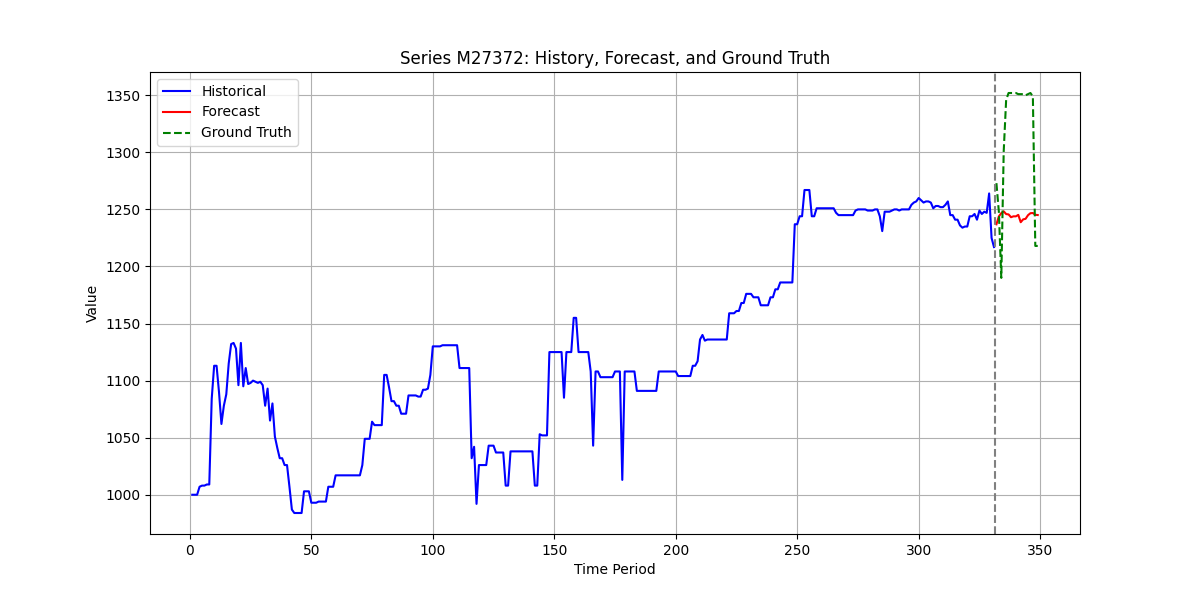 Series M27372: History, Forecast, and Ground Truth
Historical
Forecast
Ground Truth
1350
1300
1250
1200
1150
1100
1050
1000
Value
0 50 100 150 200 250 300 350
Time Period